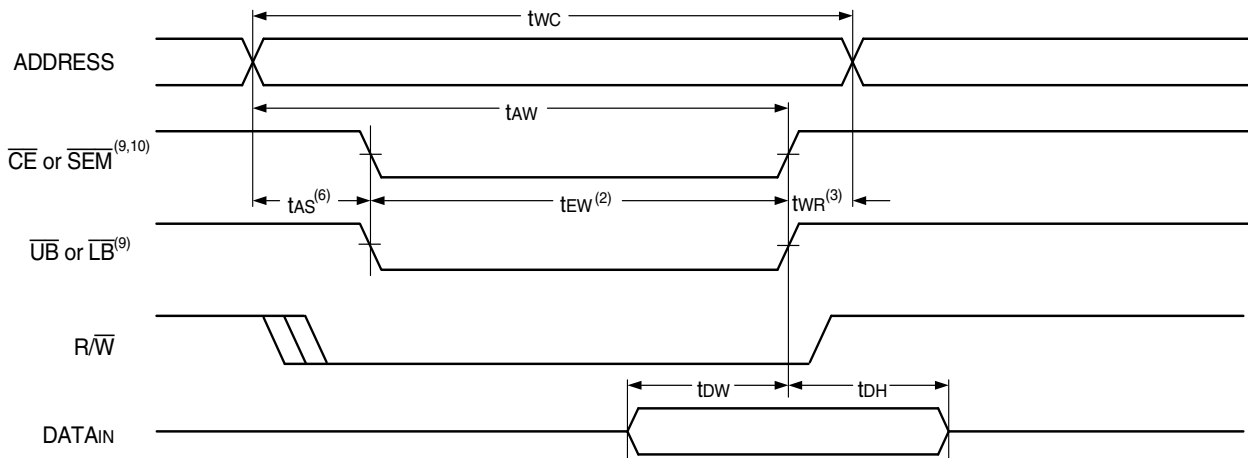 tWC
ADDRESS
tAW
CE or SEM(9,10)
tAS(6) tEW(2) tWR(3)
UB or LB(9)
R/W
tDW tDH
DATAIN